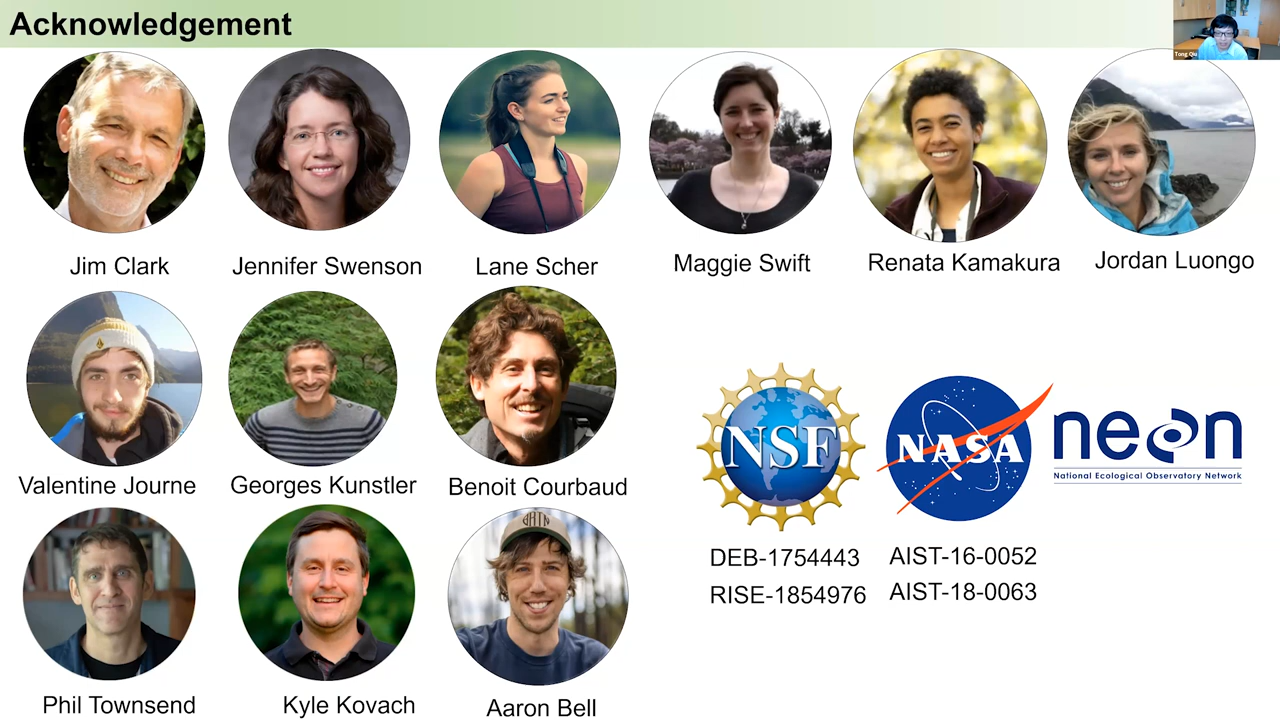 Acknowledgement
Tong Qiu
Jim Clark
Jennifer Swenson
Lane Scher
Maggie Swift
Renata Kamakura
Jordan Luongo
Valentine Journe
Georges Kunstler
Benoit Courbaud
NSF
NASA
neon
National Ecological Observatory Network
DEB-1754443
AIST-16-0052
RISE-1854976
AIST-18-0063
Phil Townsend
Kyle Kovach
Aaron Bell